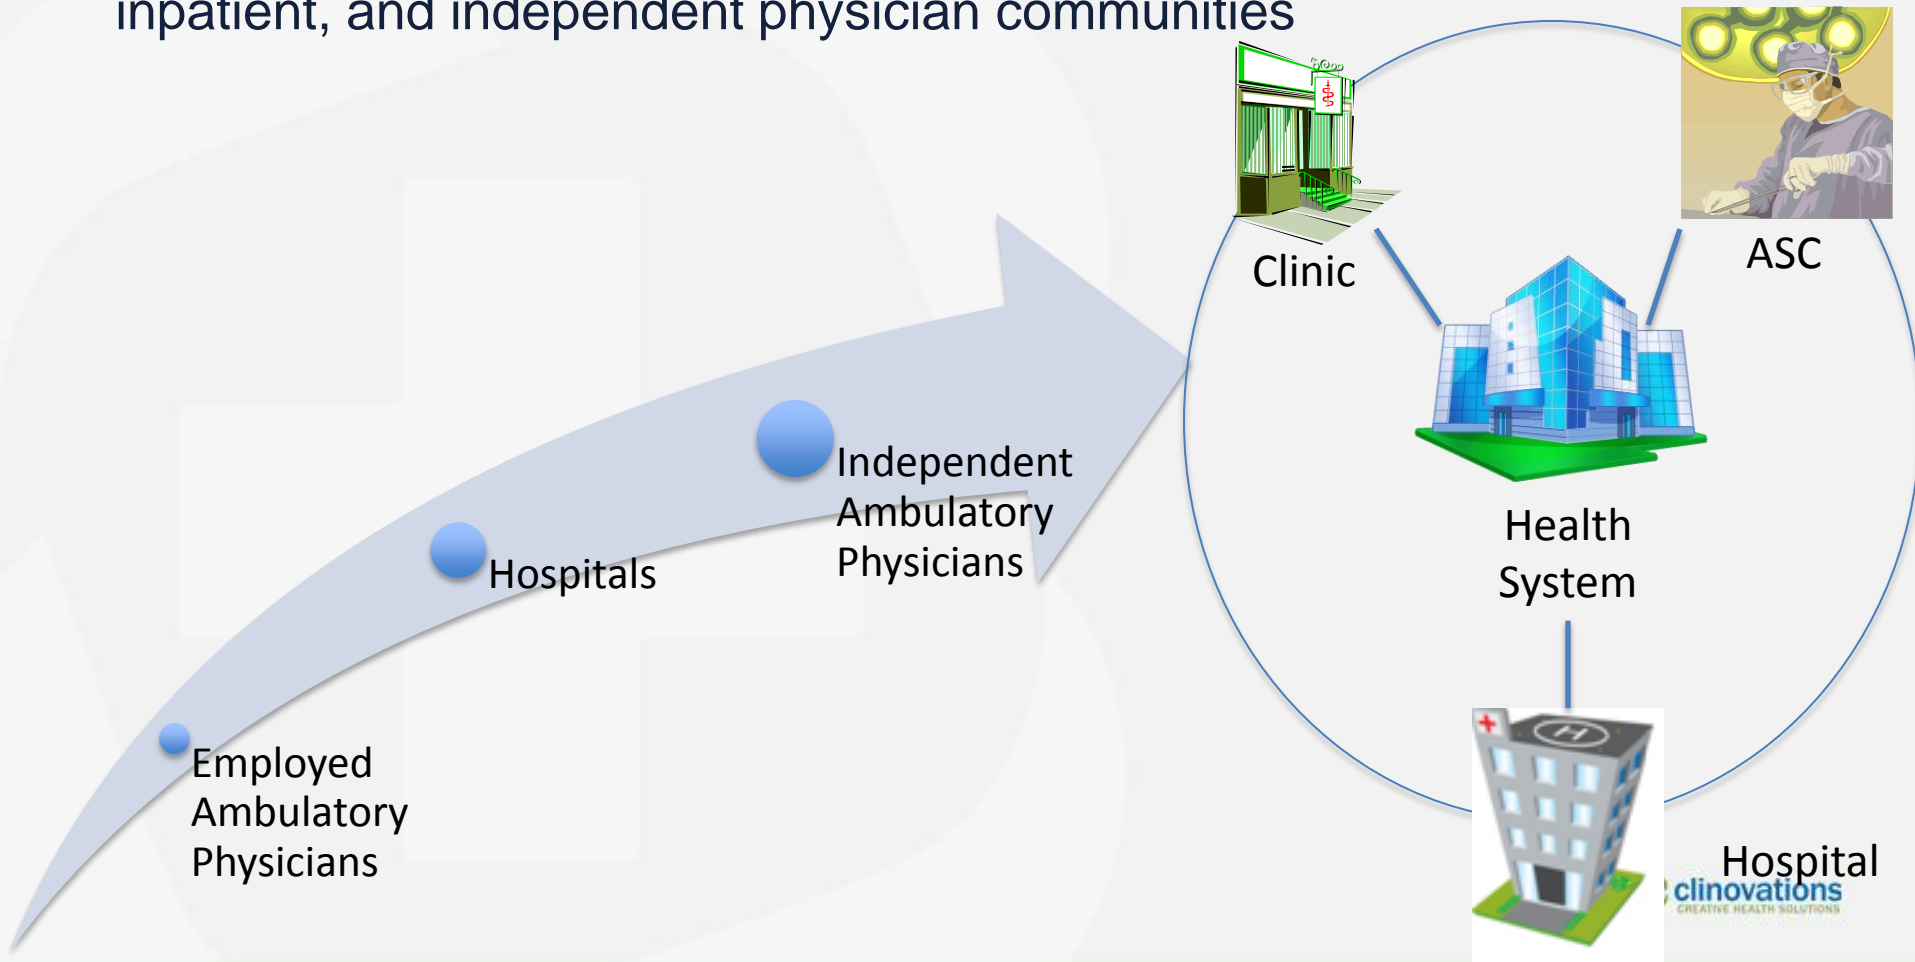 inpatient, and independent physician communities
Clinic
ASC
Independent
Ambulatory
Physicians
Hospitals
Health
System
Employed
Ambulatory
Physicians
H
Hospital
clinovations
CREATIVE HEALTH SOLUTIONS